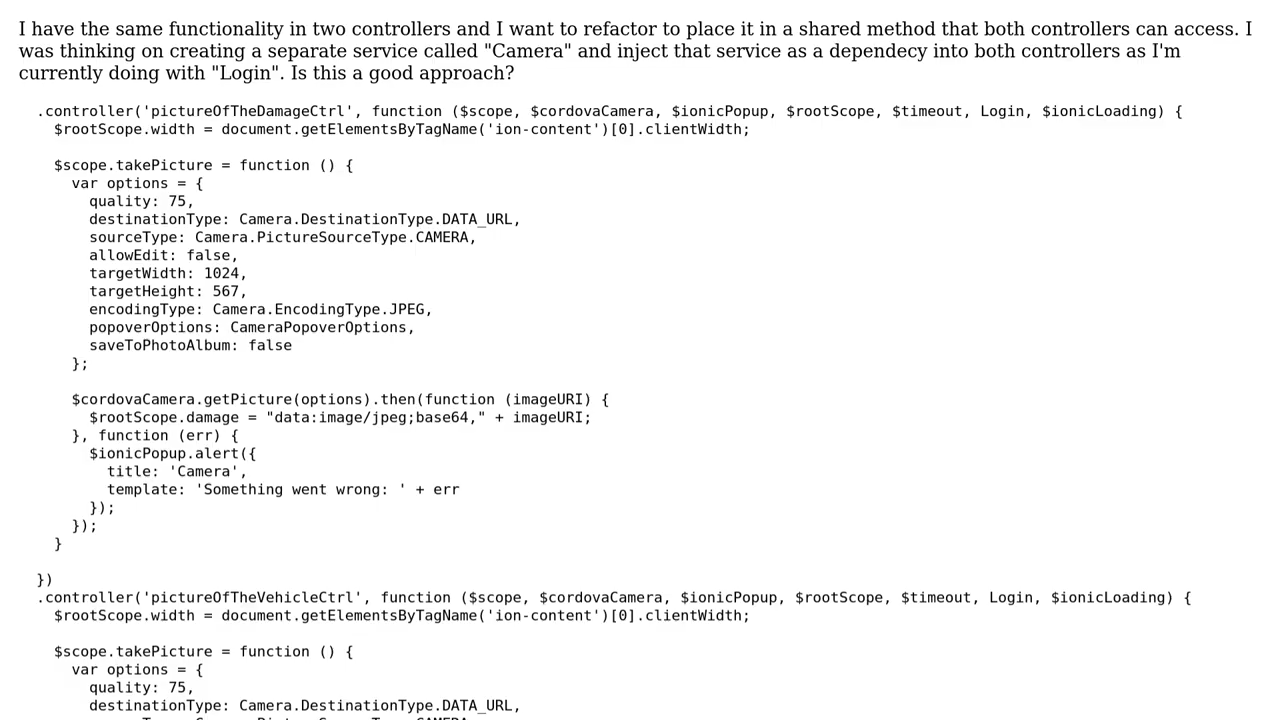 I have the same functionality in two controllers and I want to refactor to place it in a shared method that both controllers can access. I
was thinking on creating a separate service called "Camera" and inject that service as a dependecy into both controllers as I'm
currently doing with "Login". Is this a good approach?
.controller('pictureOfTheDamageCtrl', function ($scope, $cordovaCamera, $ionicPopup, $rootScope, $timeout, Login, $ionicLoading) {
$rootScope.width = document.getElementsByTagName('ion-content')[0].clientWidth;
$scope.takePicture = function () {
var options = {
quality: 75,
destinationType: Camera.DestinationType.DATA_URL,
sourceType: Camera.PictureSourceType.CAMERA,
allowEdit: false,
targetWidth: 1024,
targetHeight: 567,
encodingType: Camera.EncodingType.JPEG,
popoverOptions: CameraPopoverOptions,
saveToPhotoAlbum: false
};
$cordovaCamera.getPicture(options).then(function (imageURI) {
$rootScope.damage = "data:image/jpeg;base64," + imageURI;
}, function (err) {
$ionicPopup.alert({
title: 'Camera',
template: 'Something went wrong: ' + err
});
});
}
})
.controller('pictureOfTheVehicleCtrl', function ($scope, $cordovaCamera, $ionicPopup, $rootScope, $timeout, Login, $ionicLoading) {
$rootScope.width = document.getElementsByTagName('ion-content')[0].clientWidth;
$scope.takePicture = function () {
var options = {
quality: 75,
destinationType: Camera.DestinationType.DATA_URL,